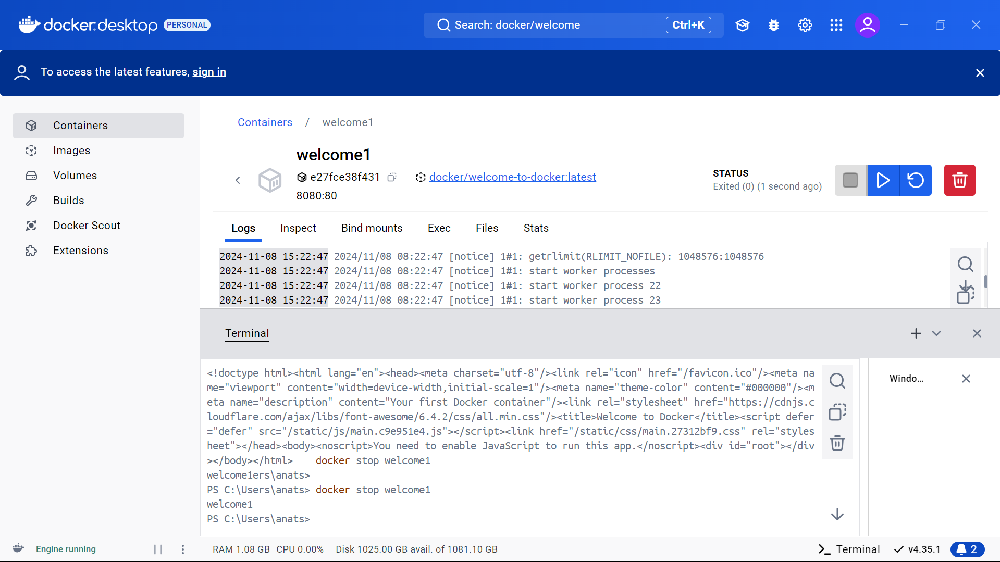 docker desktop PERSONAL
Search: docker/welcome Ctrl+K
To access the latest features, sign in
Containers
Images
Volumes
Builds
Docker Scout
Extensions
Containers / welcome1
welcome1
e27fce38f431 docker/welcome-to-docker:latest
8080:80
STATUS
Exited (0) (1 second ago)
Logs Inspect Bind mounts Exec Files Stats
2024-11-08 15:22:47 2024/11/08 08:22:47 [notice] 1#1: getrlimit(RLIMIT_NOFILE): 1048576:1048576
2024-11-08 15:22:47 2024/11/08 08:22:47 [notice] 1#1: start worker processes
2024-11-08 15:22:47 2024/11/08 08:22:47 [notice] 1#1: start worker process 22
2024-11-08 15:22:47 2024/11/08 08:22:47 [notice] 1#1: start worker process 23
Terminal
<!doctype html><html lang="en"><head><meta charset="utf-8"/><link rel="icon" href="/favicon.ico"/><meta na
me="viewport" content="width=device-width,initial-scale=1"/><meta name="theme-color" content="#000000"/><m
eta name="description" content="Your first Docker container"/><link rel="stylesheet" href="https://cdnjs.c
loudflare.com/ajax/libs/font-awesome/6.4.2/css/all.min.css"/><title>Welcome to Docker</title><script defer
="defer" src="/static/js/main.c9e951e4.js"></script><link href="/static/css/main.27312bf9.css" rel="styles
heet"></head><body><noscript>You need to enable JavaScript to run this app.</noscript><div id="root"></div
></body></html>    docker stop welcome1
welcome1ers\anats>
PS C:\Users\anats> docker stop welcome1
welcome1
PS C:\Users\anats>
Windo...
Engine running
RAM 1.08 GB CPU 0.00% Disk 1025.00 GB avail. of 1081.10 GB
Terminal v4.35.1 2